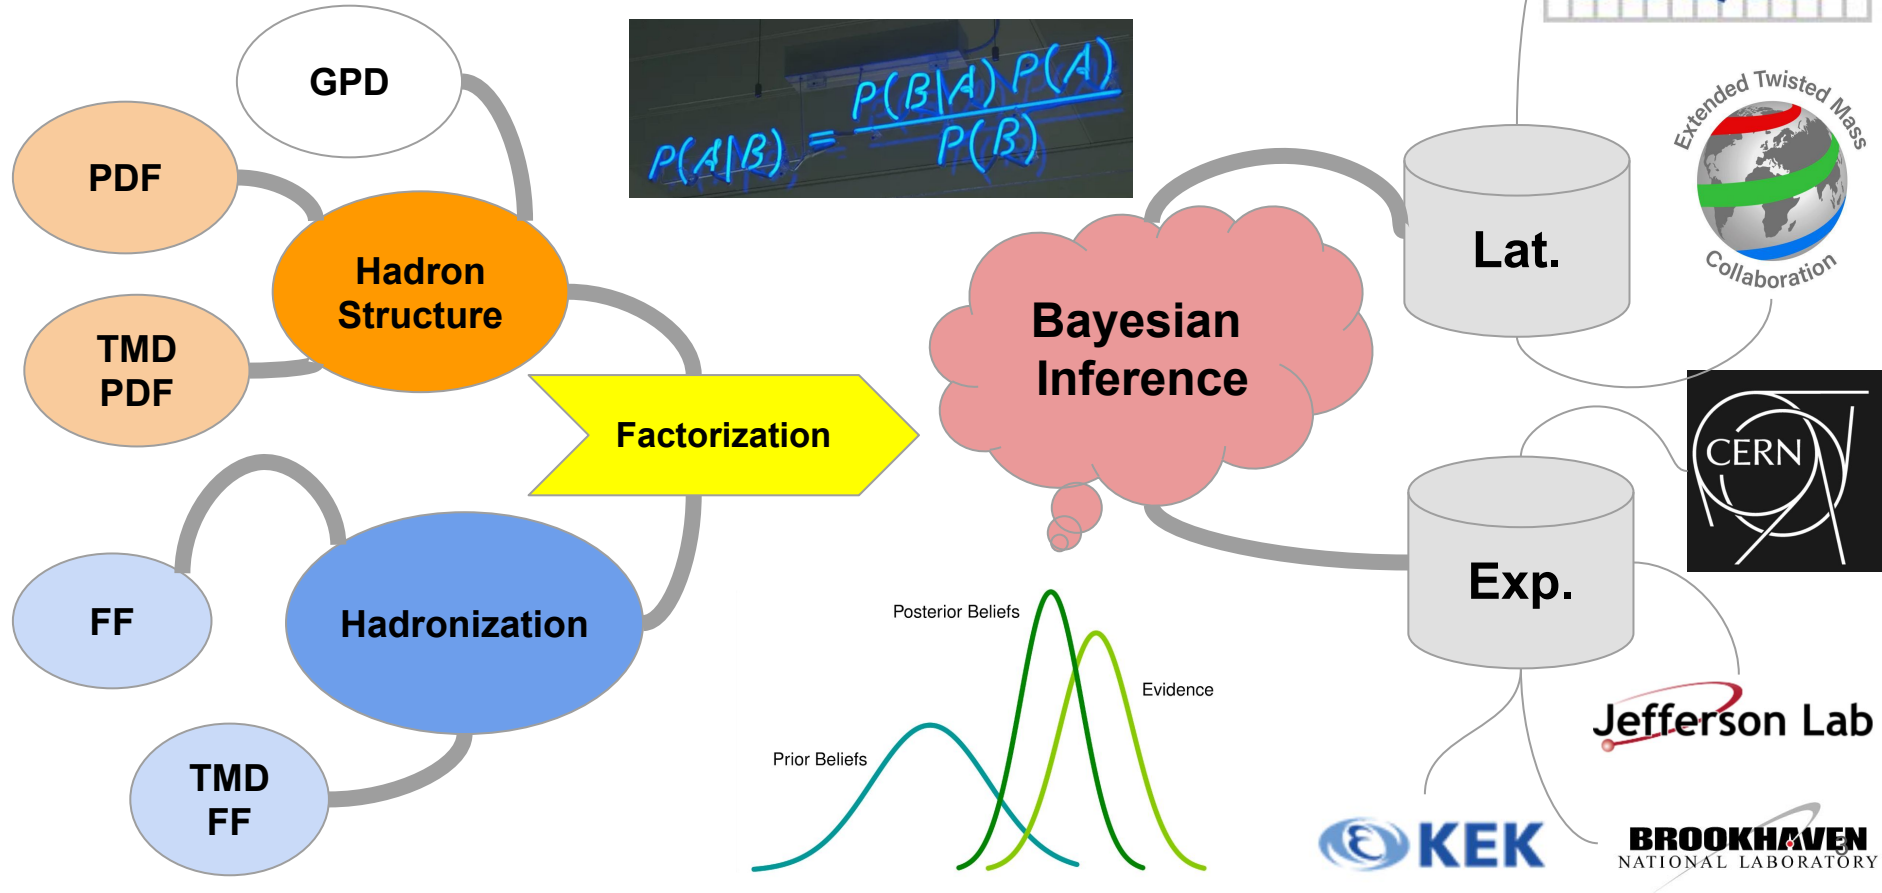 GPD
PDF
Hadron
Structure
TMD
PDF
Factorization
FF
Hadronization
TMD
FF
P(A|B) = P(B|A) P(A)
P(B)
Bayesian
Inference
Posterior Beliefs
Evidence
Prior Beliefs
Lat.
Extended Twisted Mass
Collaboration
CERN
Exp.
Jefferson Lab
KEK
BROOKHAVEN
NATIONAL LABORATORY
3